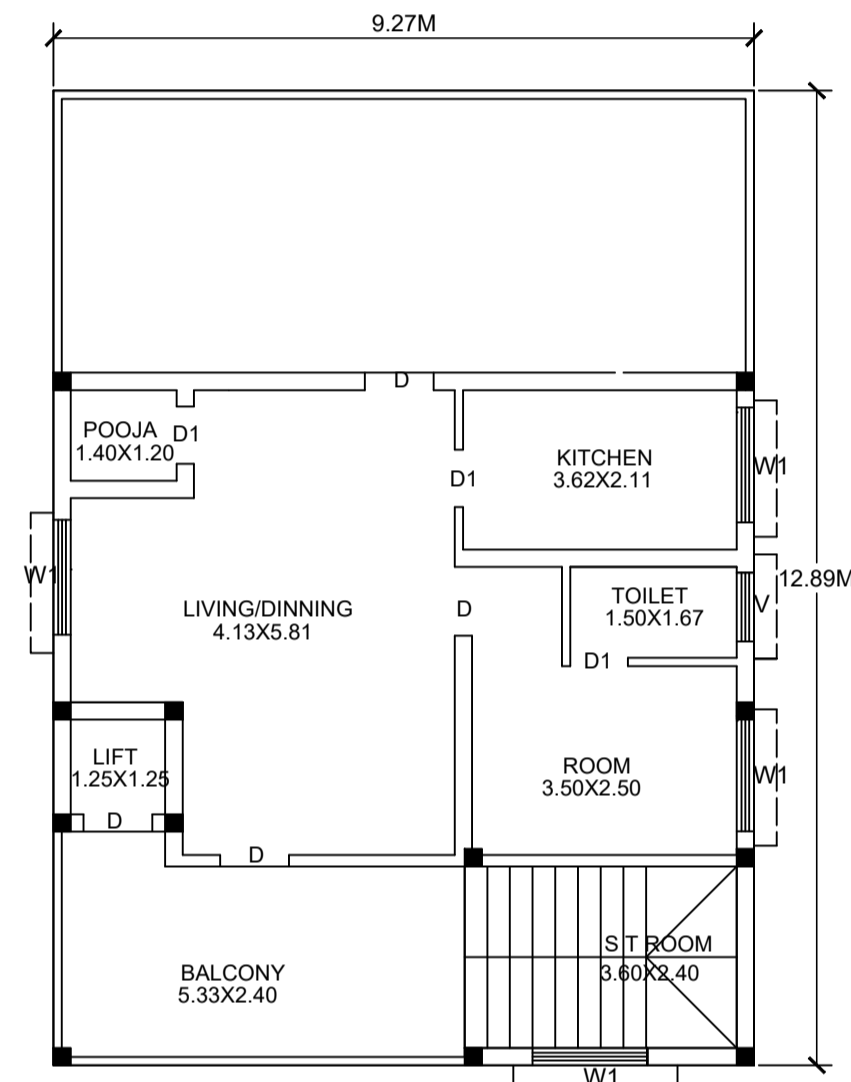 9.27M
D
POOJA
1.40X1.20
D1
KITCHEN
3.62X2.11
D1
W1
W1
12.89M
LIVING/DINNING
4.13X5.81
D
TOILET
1.50X1.67
V
D1
LIFT
1.25X1.25
D
ROOM
3.50X2.50
W1
D
BALCONY
5.33X2.40
S T ROOM
3.60X2.40
W1